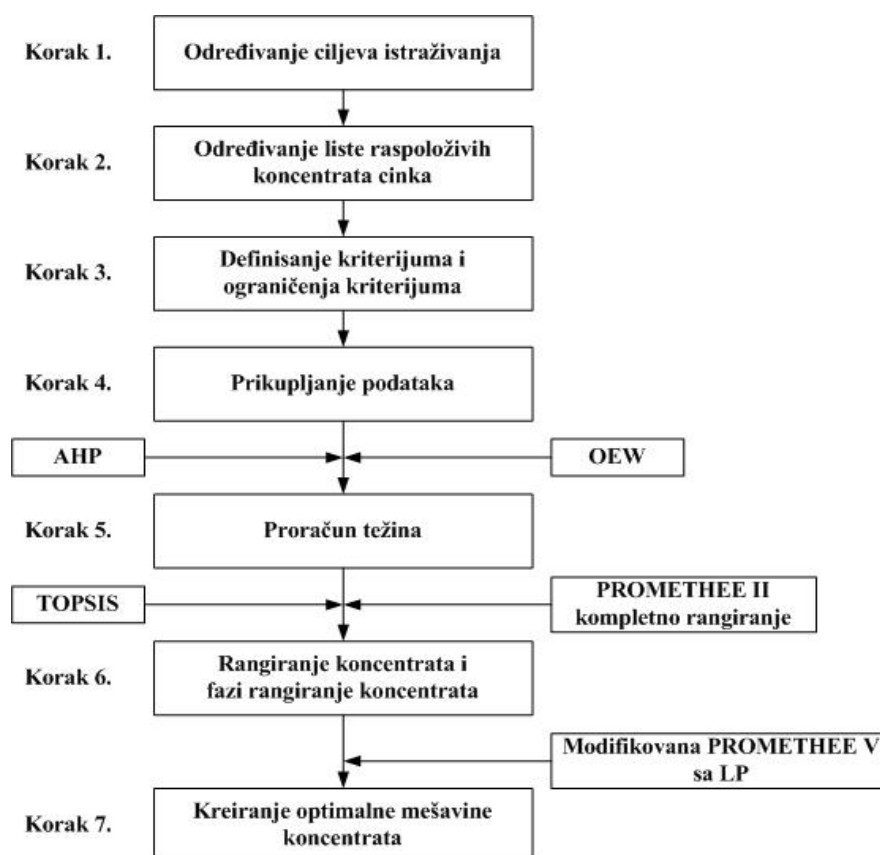 Korak 1.
Određivanje ciljeva istraživanja
Korak 2.
Određivanje liste raspoloživih
koncentrata cinka
Korak 3.
Definisanje kriterijuma i
ograničenja kriterijuma
Korak 4.
Prikupljanje podataka
AHP
OEW
Korak 5.
Proračun težina
TOPSIS
PROMETHEE II
kompletno rangiranje
Korak 6.
Rangiranje koncentrata i
fazi rangiranje koncentrata
Modifikovana PROMETHEE V
sa LP
Korak 7.
Kreiranje optimalne mešavine
koncentrata